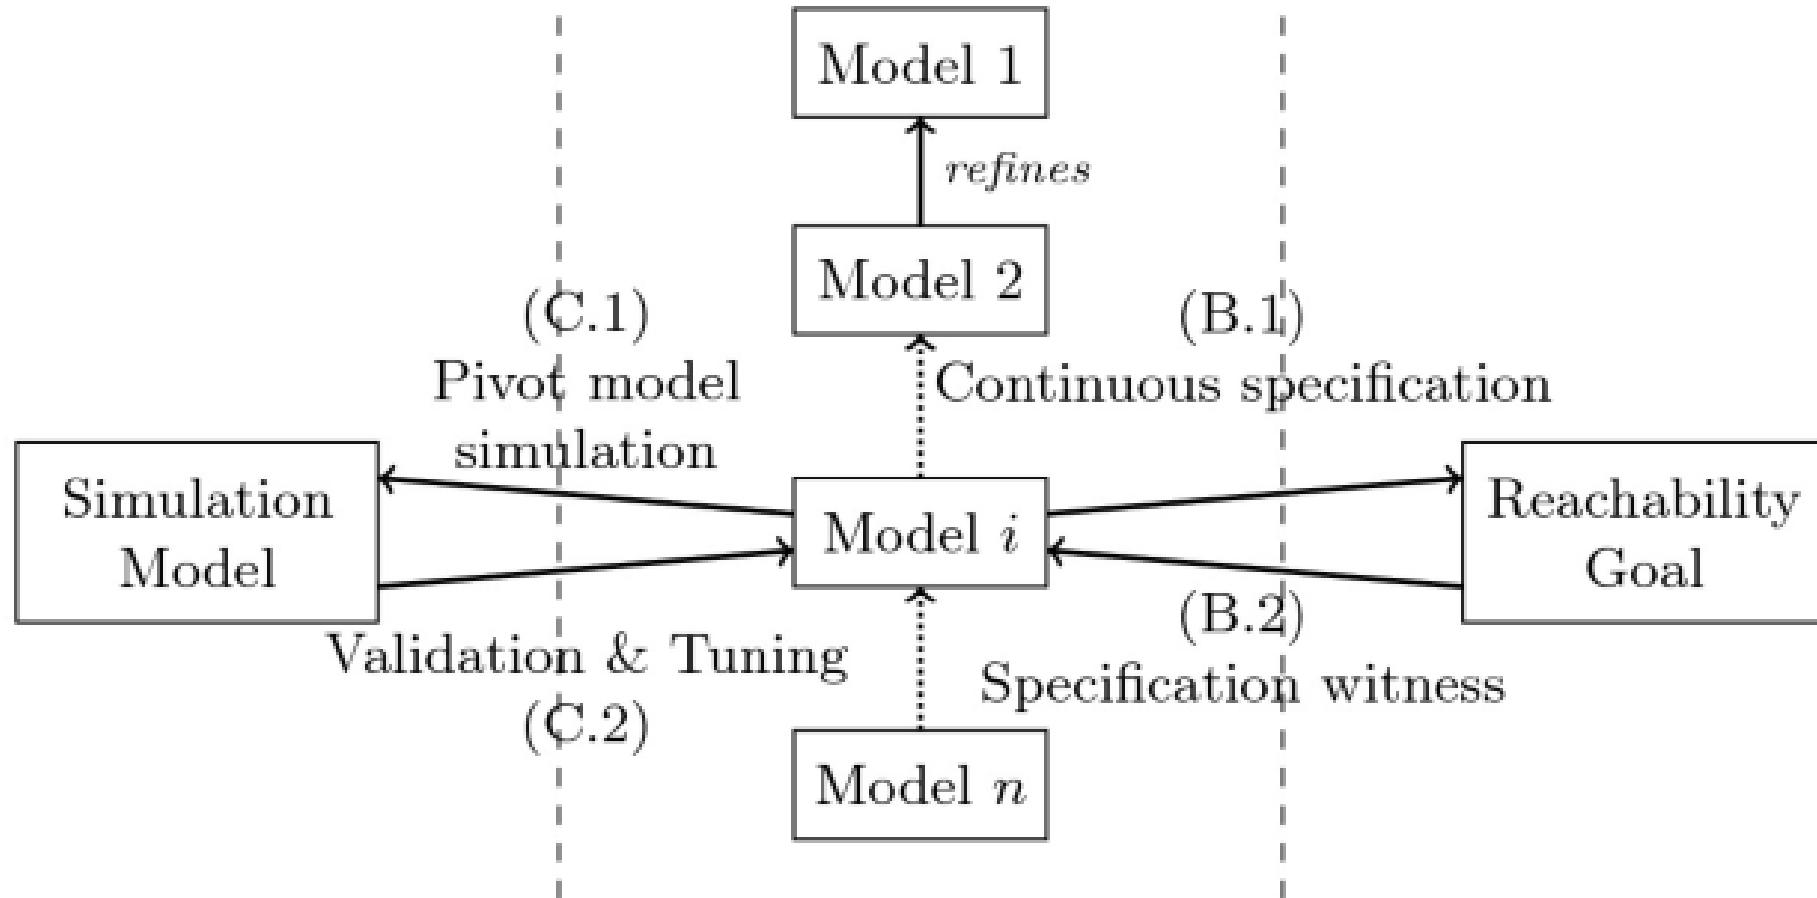 Model 1
refines
Model 2
(C.1)
Pivot model
simulation
(B.1)
Continuous specification
Simulation
Model
Model i
Reachability
Goal
Validation & Tuning
(C.2)
(B.2)
Specification witness
Model n